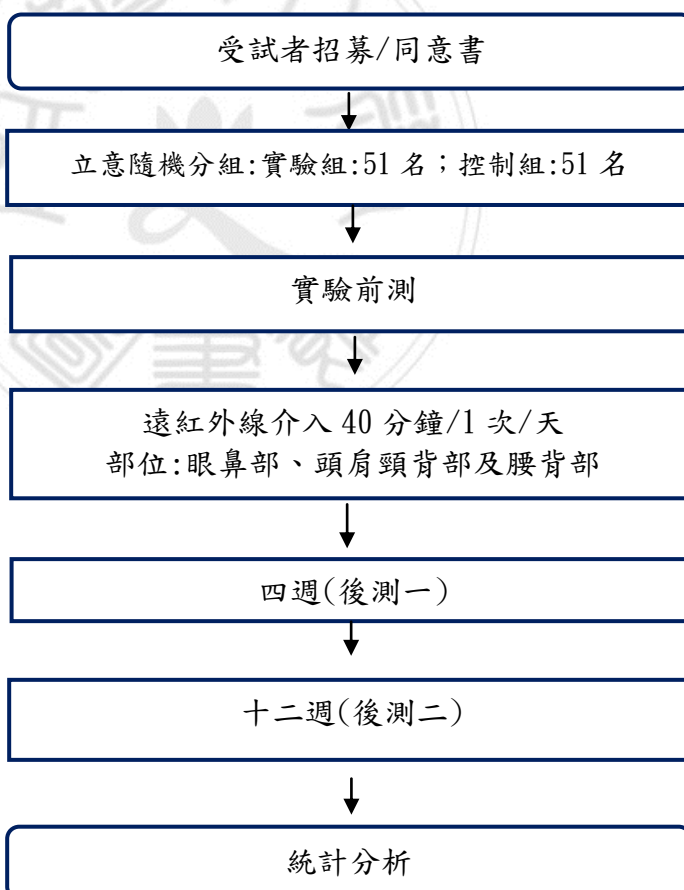 受試者招募/同意書
立意隨機分組:實驗組:51 名；控制組:51 名
實驗前測
遠紅外線介入 40 分鐘/1 次/天
部位:眼鼻部、頭肩頸背部及腰背部
四週(後測一)
十二週(後測二)
統計分析